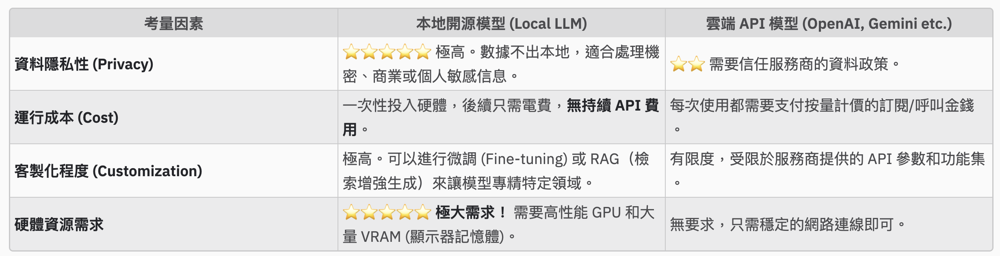 考量因素
本地開源模型 (Local LLM)
雲端 API 模型 (OpenAI, Gemini etc.)
資料隱私性 (Privacy)
⭐⭐⭐⭐⭐ 極高。數據不出本地，適合處理機
密、商業或個人敏感信息。
⭐⭐ 需要信任服務商的資料政策。
運行成本 (Cost)
一次性投入硬體，後續只需電費，無持續 API 費
用。
每次使用都需要支付按量計價的訂閱/呼叫金錢
。
客製化程度 (Customization)
極高。可以進行微調 (Fine-tuning) 或 RAG（檢
索增強生成）來讓模型專精特定領域。
有限度，受限於服務商提供的 API 參數和功能集
。
硬體資源需求
⭐⭐⭐⭐⭐ 極大需求！ 需要高性能 GPU 和大
量 VRAM (顯示器記憶體)。
無要求，只需穩定的網路連線即可。